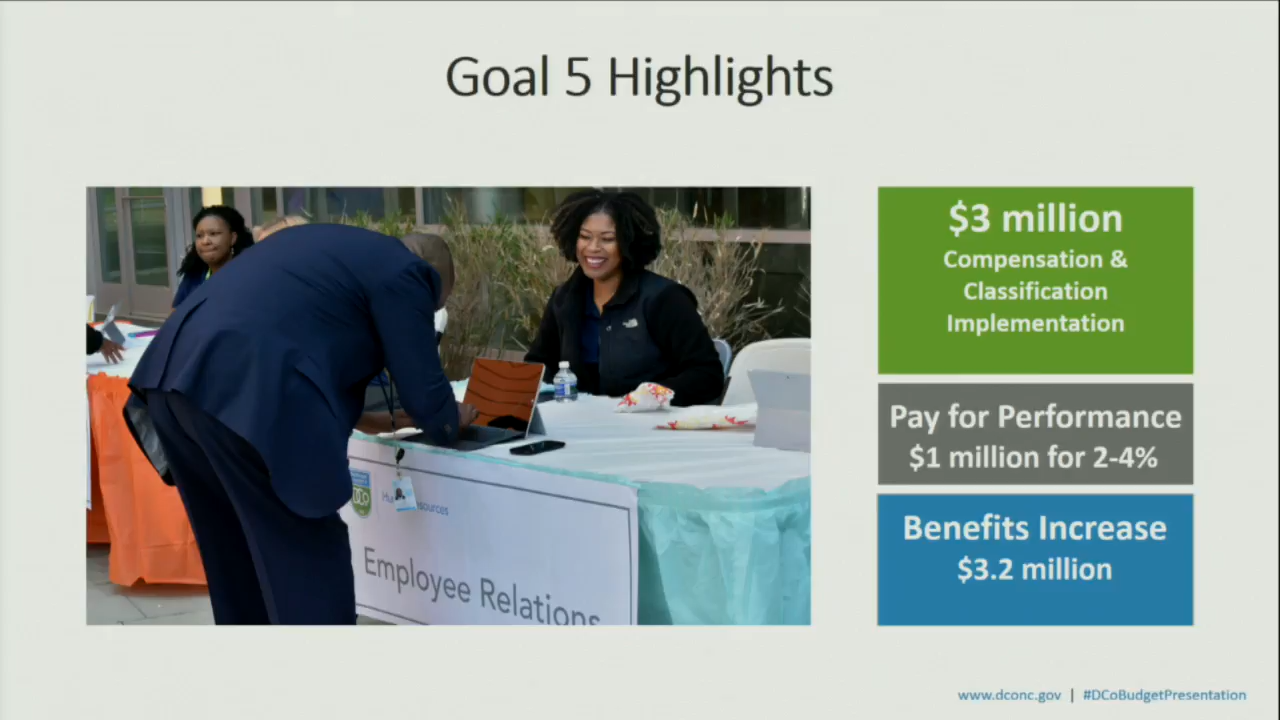 Goal 5 Highlights
$3 million
Compensation &
Classification
Implementation
Pay for Performance
$1 million for 2-4%
Benefits Increase
$3.2 million
Employee Relations
www.dconc.gov | #DCoBudgetPresentation